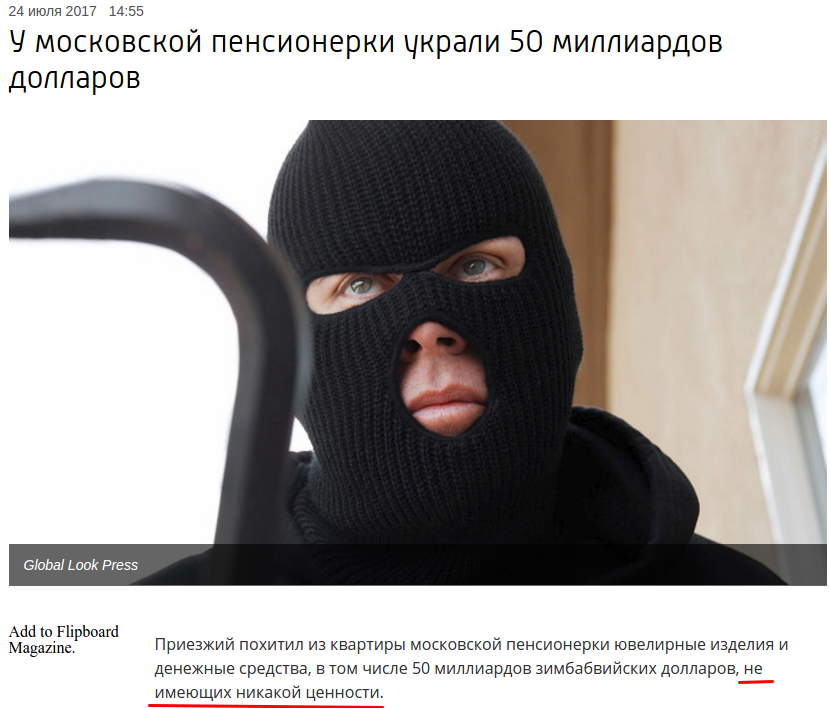 24 июля 2017 14:55
У московской пенсионерки украли 50 миллиардов
долларов
Global Look Press
Add to Flipboard
Magazine.
Приезжий похитил из квартиры московской пенсионерки ювелирные изделия и
денежные средства, в том числе 50 миллиардов зимбабвийских долларов, не
имеющих никакой ценности.